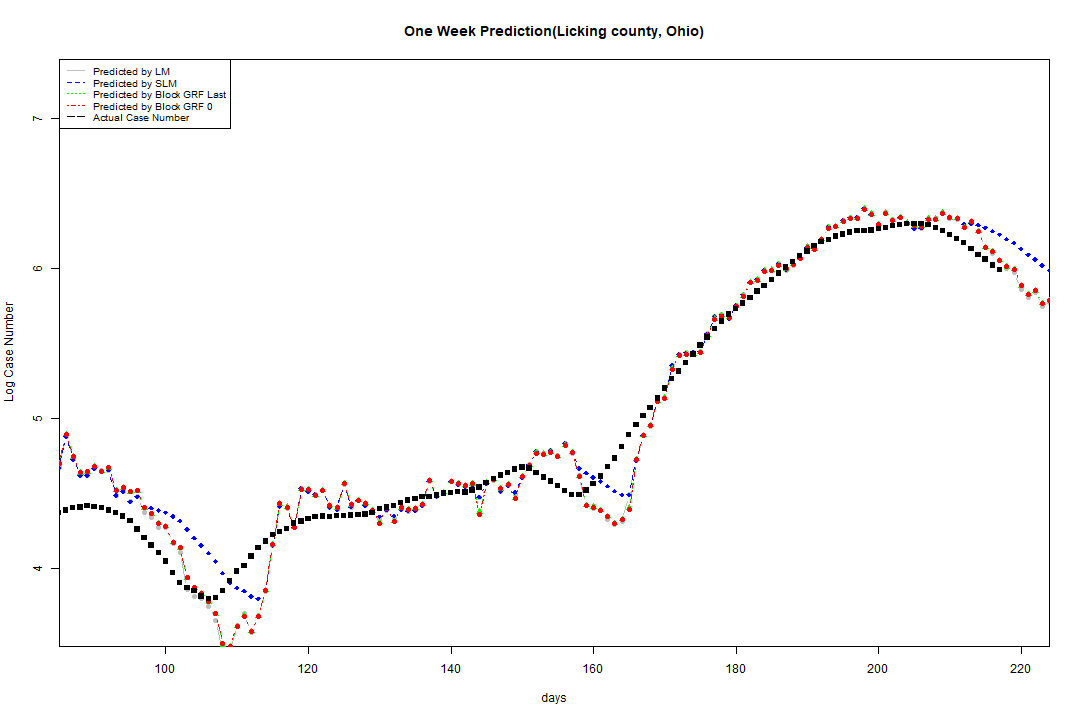 One Week Prediction(Licking county, Ohio)
Predicted by LM
Predicted by SLM
Predicted by Block GRF Last
Predicted by Block GRF 0
Actual Case Number
7
6
5
4
Log Case Number
100 120 140 160 180 200 220
days